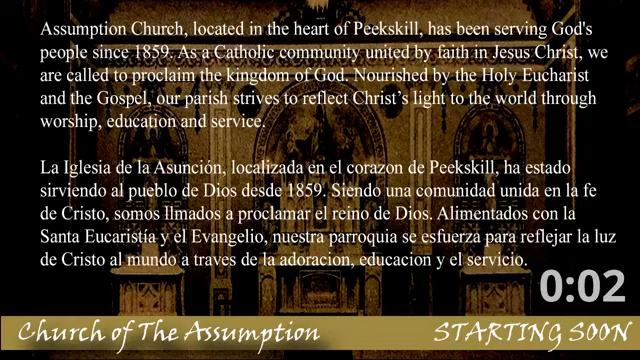 Assumption Church, located in the heart of Peekskill, has been serving God's
people since 1859. As a Catholic community united by faith in Jesus Christ, we
are called to proclaim the kingdom of God. Nourished by the Holy Eucharist
and the Gospel, our parish strives to reflect Christ’s light to the world through
worship, education and service.
La Iglesia de la Asunción, localizada en el corazon de Peekskill, ha estado
sirviendo al pueblo de Dios desde 1859. Siendo una comunidad unida en la fe
de Cristo, somos llmados a proclamar el reino de Dios. Alimentados con la
Santa Eucaristía y el Evangelio, nuestra parroquia se esfuerza para reflejar la luz
de Cristo al mundo a traves de la adoracion, educacion y el servicio.
0:02
Church of The Assumption
STARTING SOON